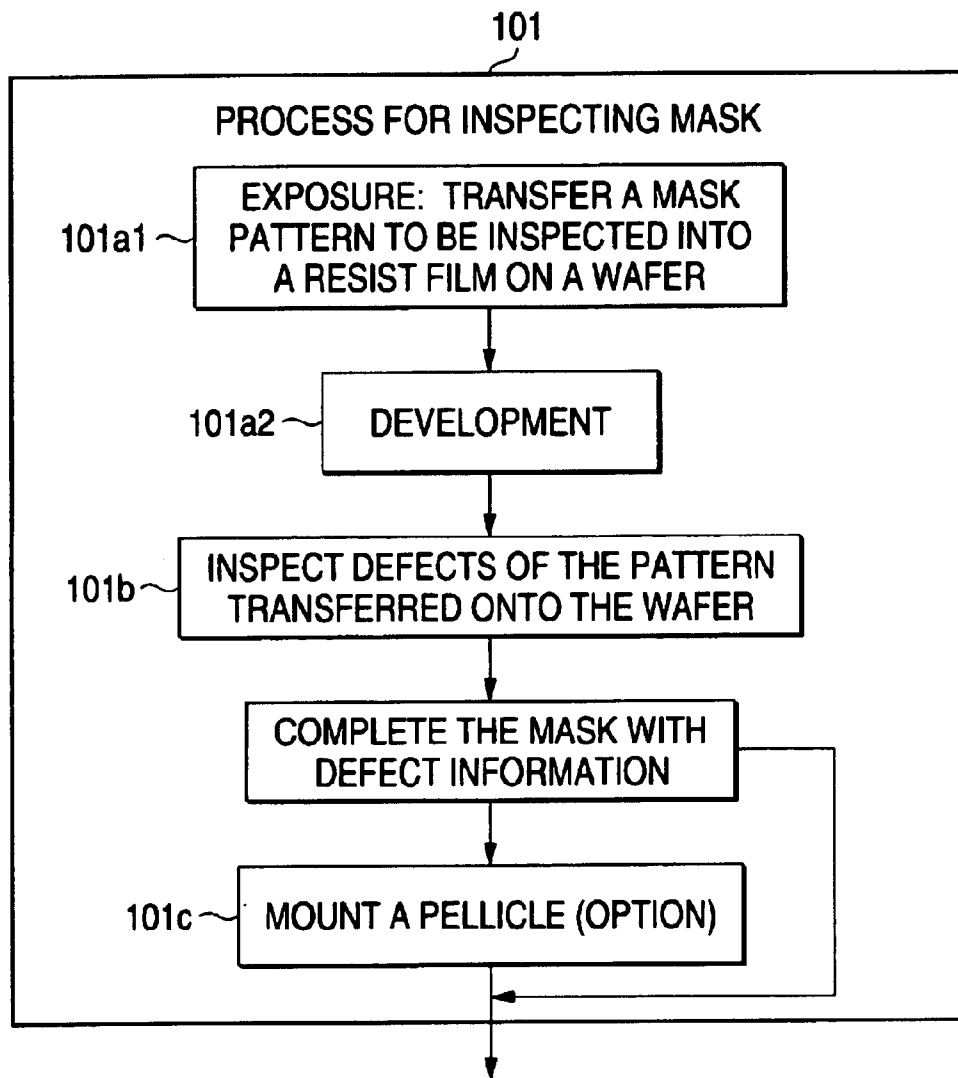 101
PROCESS FOR INSPECTING MASK
101a1
EXPOSURE: TRANSFER A MASK
PATTERN TO BE INSPECTED INTO
A RESIST FILM ON A WAFER
101a2
DEVELOPMENT
101b
INSPECT DEFECTS OF THE PATTERN
TRANSFERRED ONTO THE WAFER
COMPLETE THE MASK WITH
DEFECT INFORMATION
101c
MOUNT A PELLICLE (OPTION)